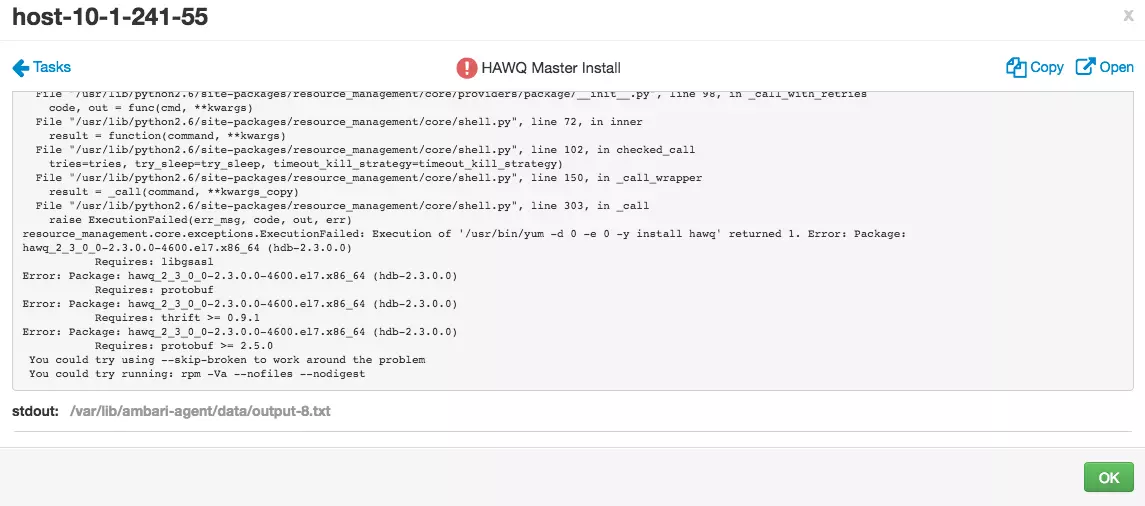 host-10-1-241-55
x
Tasks
! HAWQ Master Install
Copy
Open
File "/usr/lib/python2.6/site-packages/resource_management/core/providers/package/__init__.py", line 98, in _call_with_retries
code, out = func(cmd, **kwargs)
File "/usr/lib/python2.6/site-packages/resource_management/core/shell.py", line 72, in inner
result = function(command, **kwargs)
File "/usr/lib/python2.6/site-packages/resource_management/core/shell.py", line 102, in checked_call
tries=tries, try_sleep=try_sleep, timeout_kill_strategy=timeout_kill_strategy)
File "/usr/lib/python2.6/site-packages/resource_management/core/shell.py", line 150, in _call_wrapper
result = _call(command, **kwargs_copy)
File "/usr/lib/python2.6/site-packages/resource_management/core/shell.py", line 303, in _call
raise ExecutionFailed(err_msg, code, out, err)
resource_management.core.exceptions.ExecutionFailed: Execution of '/usr/bin/yum -d 0 -e 0 -y install hawq' returned 1. Error: Package:
hawq_2_3_0_0-2.3.0.0-4600.el7.x86_64 (hdb-2.3.0.0)
Requires: libgsasl
Error: Package: hawq_2_3_0_0-2.3.0.0-4600.el7.x86_64 (hdb-2.3.0.0)
Requires: protobuf
Error: Package: hawq_2_3_0_0-2.3.0.0-4600.el7.x86_64 (hdb-2.3.0.0)
Requires: thrift >= 0.9.1
Error: Package: hawq_2_3_0_0-2.3.0.0-4600.el7.x86_64 (hdb-2.3.0.0)
Requires: protobuf >= 2.5.0
You could try using --skip-broken to work around the problem
You could try running: rpm -Va --nofiles --nodigest
stdout: /var/lib/ambari-agent/data/output-8.txt
OK